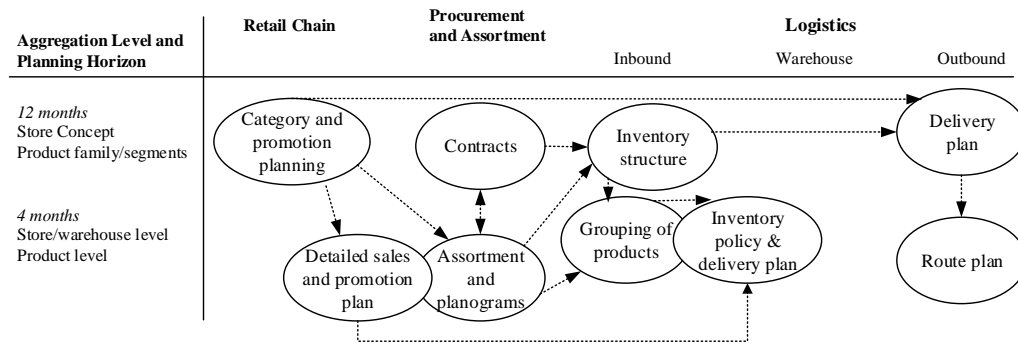 Aggregation Level and
Planning Horizon
Retail Chain
Procurement
and Assortment
Logistics
Inbound
Warehouse
Outbound
12 months
Store Concept
Product family/segments
Category and
promotion
planning
Contracts
Inventory
structure
Delivery
plan
4 months
Store/warehouse level
Product level
Detailed sales
and promotion
plan
Assortment
and
planograms
Grouping of
products
Inventory
policy &
delivery plan
Route plan